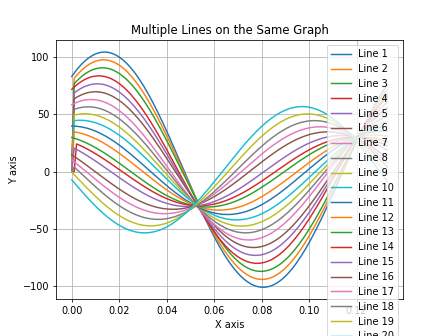 Multiple Lines on the Same Graph
Y axis
100
50
0
−50
−100
0.00
0.02
0.04
0.06
0.08
0.10
X axis
Line 1
Line 2
Line 3
Line 4
Line 5
Line 6
Line 7
Line 8
Line 9
Line 10
Line 11
Line 12
Line 13
Line 14
Line 15
Line 16
Line 17
Line 18
Line 19
Line 20